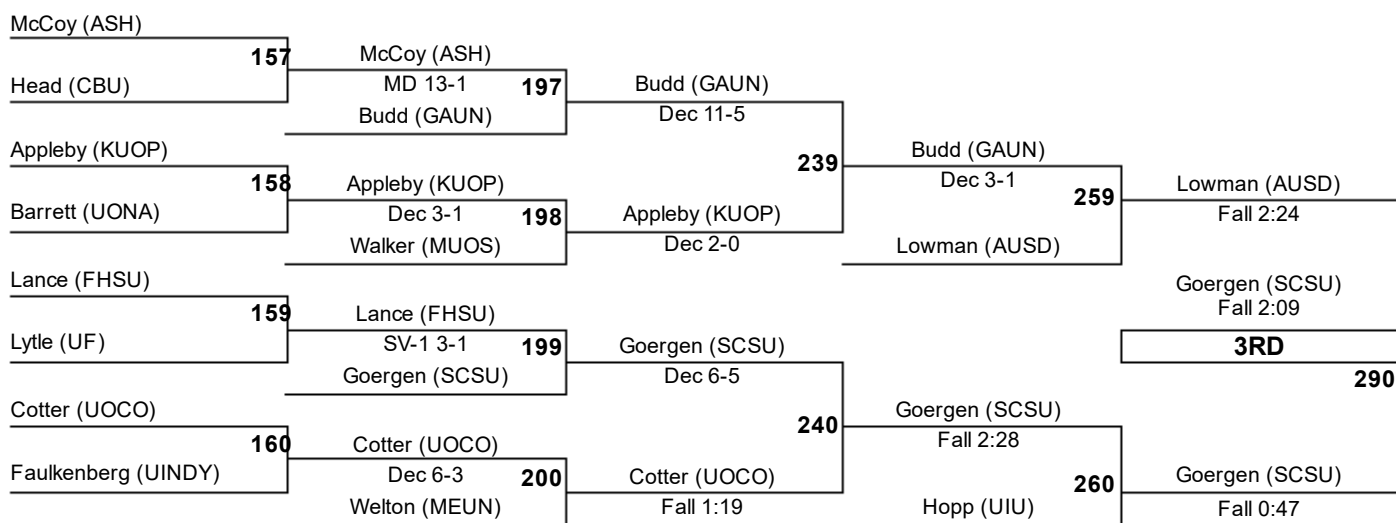 McCoy (ASH)
157
Head (CBU)
Appleby (KUOP)
158
Barrett (UONA)
Lance (FHSU)
159
Lytle (UF)
Cotter (UOCO)
160
Faulkenberg (UINDY)
McCoy (ASH)
MD 13-1
197
Budd (GAUN)
Appleby (KUOP)
Dec 3-1
198
Walker (MUOS)
Lance (FHSU)
SV-1 3-1
199
Goergen (SCSU)
Cotter (UOCO)
Dec 6-3
200
Welton (MEUN)
Budd (GAUN)
Dec 11-5
239
Appleby (KUOP)
Dec 2-0
Goergen (SCSU)
Dec 6-5
240
Cotter (UOCO)
Fall 1:19
Budd (GAUN)
Dec 3-1
259
Lowman (AUSD)
Goergen (SCSU)
Fall 2:28
260
Hopp (UIU)
Lowman (AUSD)
Fall 2:24
Goergen (SCSU)
Fall 2:09
3RD
290
Goergen (SCSU)
Fall 0:47